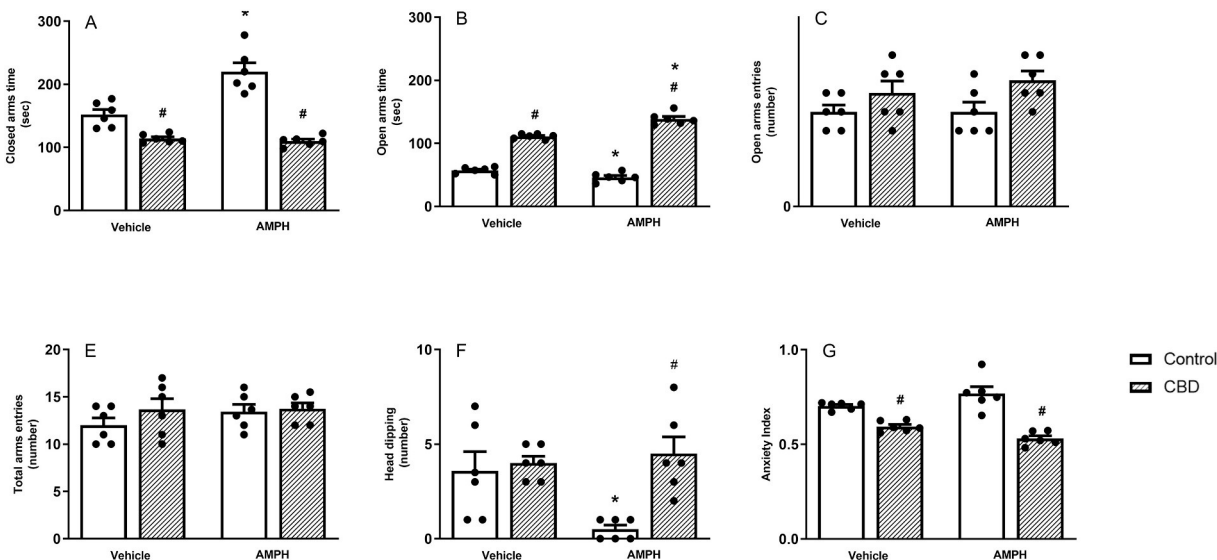 A
Closed arms time
(sec)
300
200
100
0
*
#
#
Vehicle
AMPH
B
Open arms time
(sec)
300
200
100
0
#
*
*
#
Vehicle
AMPH
C
Open arms entries
(number)
0
Vehicle
AMPH
E
Total arms entries
(number)
20
15
10
5
0
Vehicle
AMPH
F
Head dipping
(number)
10
5
0
*
#
Vehicle
AMPH
G
Anxiety Index
1.0
0.5
0.0
#
#
Vehicle
AMPH
Control
CBD